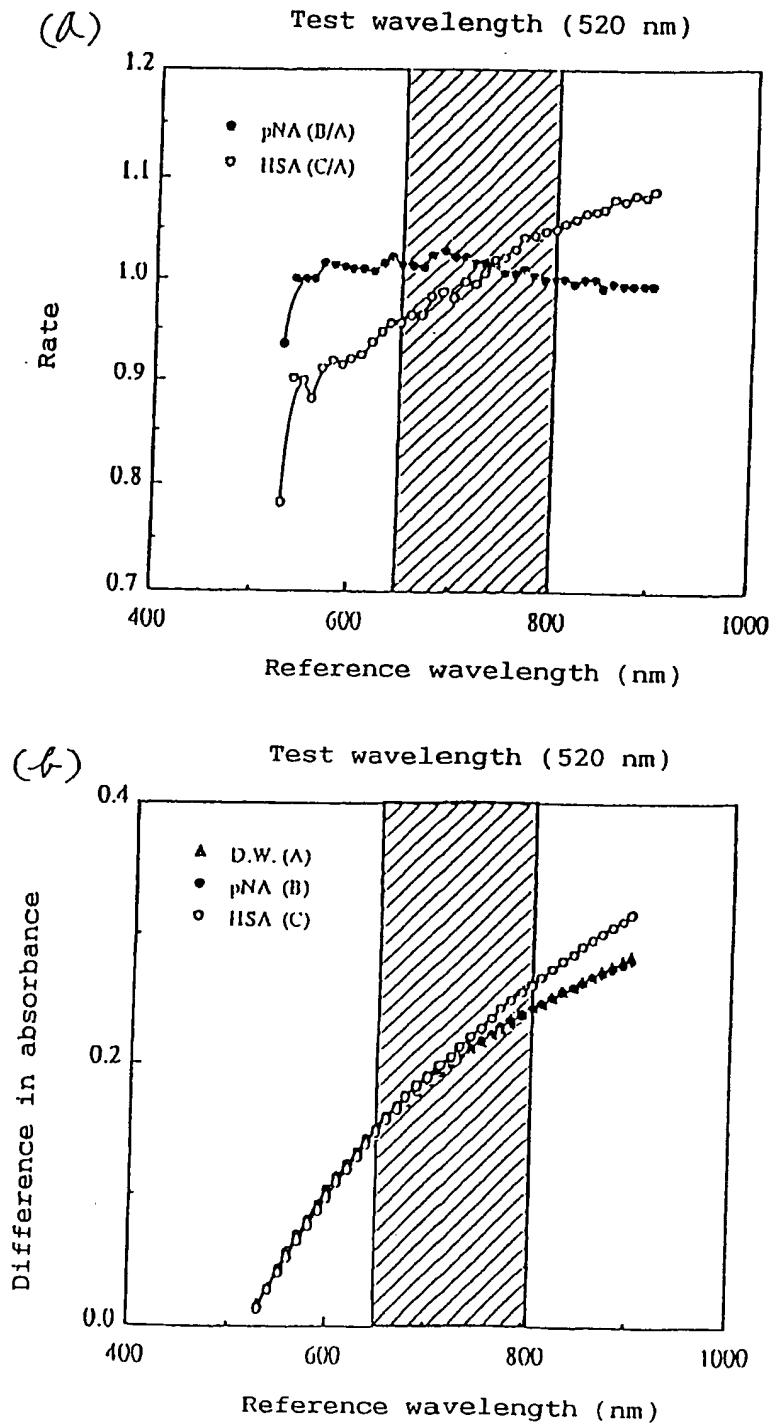 (a)
Test wavelength (520 nm)
1.2
1.1
1.0
0.9
0.8
0.7
Rate
pNA (B/A)
HSA (C/A)
400
600
800
1000
Reference wavelength (nm)
(b)
Test wavelength (520 nm)
0.4
0.2
0.0
Difference in absorbance
D.W. (A)
pNA (B)
HSA (C)
400
600
800
1000
Reference wavelength (nm)